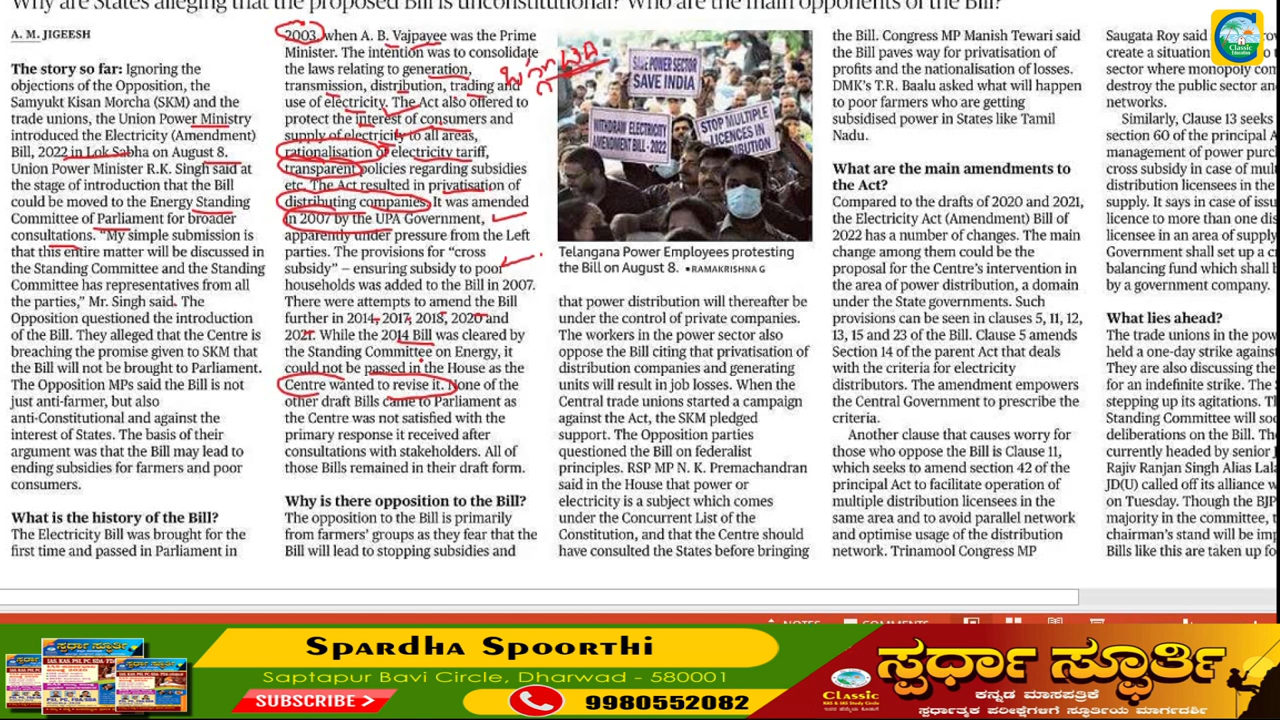 Why are States alleging that the proposed Bill is unconstitutional? Who are the main opponents of the Bill?
A. M. JIGEESH
The story so far: Ignoring the
objections of the Opposition, the
Samyukt Kisan Morcha (SKM) and the
trade unions, the Union Power Ministry
introduced the Electricity (Amendment)
Bill, 2022 in Lok Sabha on August 8.
Union Power Minister R.K. Singh said at
the stage of introduction that the Bill
could be moved to the Energy Standing
Committee of Parliament for broader
consultations. “My simple submission is
that this entire matter will be discussed in
the Standing Committee and the Standing
Committee has representatives from all
the parties,” Mr. Singh said. The
Opposition questioned the introduction
of the Bill. They alleged that the Centre is
breaching the promise given to SKM that
the Bill will not be brought to Parliament.
The Opposition MPs said the Bill is not
just anti-farmer, but also
anti-Constitutional and against the
interest of States. The basis of their
argument was that the Bill may lead to
ending subsidies for farmers and poor
consumers.
What is the history of the Bill?
The Electricity Bill was brought for the
first time and passed in Parliament in
2003, when A. B. Vajpayee was the Prime
Minister. The intention was to consolidate
the laws relating to generation,
transmission, distribution, trading and
use of electricity. The Act also offered to
protect the interest of consumers and
supply of electricity to all areas,
rationalisation of electricity tariff,
transparent policies regarding subsidies
etc. The Act resulted in privatisation of
distributing companies. It was amended
in 2007 by the UPA Government,
apparently under pressure from the Left
parties. The provisions for “cross
subsidy” – ensuring subsidy to poor
households was added to the Bill in 2007.
There were attempts to amend the Bill
further in 2014, 2017, 2018, 2020 and
2021. While the 2014 Bill was cleared by
the Standing Committee on Energy, it
could not be passed in the House as the
Centre wanted to revise it. None of the
other draft Bills came to Parliament as
the Centre was not satisfied with the
primary response it received after
consultations with stakeholders. All of
those Bills remained in their draft form.
Why is there opposition to the Bill?
The opposition to the Bill is primarily
from farmers' groups as they fear that the
Bill will lead to stopping subsidies and
SAVE POWER SECTOR
SAVE INDIA
WITHDRAW ELECTRICITY
AMENDMENT BILL - 2022
STOP MULTIPLE
LICENCES IN
Telangana Power Employees protesting
the Bill on August 8. • RAMAKRISHNA G
that power distribution will thereafter be
under the control of private companies.
The workers in the power sector also
oppose the Bill citing that privatisation of
distribution companies and generating
units will result in job losses. When the
Central trade unions started a campaign
against the Act, the SKM pledged
support. The Opposition parties
questioned the Bill on federalist
principles. RSP MP N. K. Premachandran
said in the House that power or
electricity is a subject which comes
under the Concurrent List of the
Constitution, and that the Centre should
have consulted the States before bringing
the Bill. Congress MP Manish Tewari said
the Bill paves way for privatisation of
profits and the nationalisation of losses.
DMK's T.R. Baalu asked what will happen
to poor farmers who are getting
subsidised power in States like Tamil
Nadu.
What are the main amendments to
the Act?
Compared to the drafts of 2020 and 2021,
the Electricity Act (Amendment) Bill of
2022 has a number of changes. The main
change among them could be the
proposal for the Centre's intervention in
the area of power distribution, a domain
under the State governments. Such
provisions can be seen in clauses 5, 11, 12,
13, 15 and 23 of the Bill. Clause 5 amends
Section 14 of the parent Act that deals
with the criteria for electricity
distributors. The amendment empowers
the Central Government to prescribe the
criteria.
Another clause that causes worry for
those who oppose the Bill is Clause 11,
which seeks to amend section 42 of the
principal Act to facilitate operation of
multiple distribution licensees in the
same area and to avoid parallel network
and optimise usage of the distribution
network. Trinamool Congress MP
Saugata Roy said
create a situation
sector where monopoly
destroy the public sector
networks.
Similarly, Clause 13 seeks
section 60 of the principal
management of power
cross subsidy in case of
distribution licensees in the
supply. It says in case of
licence to more than one
licensee in an area of supply
Government shall set up a
balancing fund which shall
by a government company.
What lies ahead?
The trade unions in the
held a one-day strike
They are also discussing the
for an indefinite strike. The
stepping up its agitations.
Standing Committee will
deliberations on the Bill.
currently headed by senior
Rajiv Ranjan Singh Alias
JD(U) called off its alliance
on Tuesday. Though the
majority in the committee,
chairman's stand will be
Bills like this are taken up
Classic
Education
NOTES
COMMENTS
SPARDHA SPOORTHI
Saptapur Bavi Circle, Dharwad - 580001
SUBSCRIBE
9980552082
ಸ್ಪರ್ಧಾ ಸ್ಫೂರ್ತಿ
ಕನ್ನಡ ಮಾಸಪತ್ರಿಕೆ
ಸ್ಪರ್ಧಾತ್ಮಕ ಪರೀಕ್ಷೆಗಳಿಗೆ ಸ್ಫೂರ್ತಿಯ ಮಾರ್ಗದರ್ಶಿ
Classic
KAS & IAS Study Circle